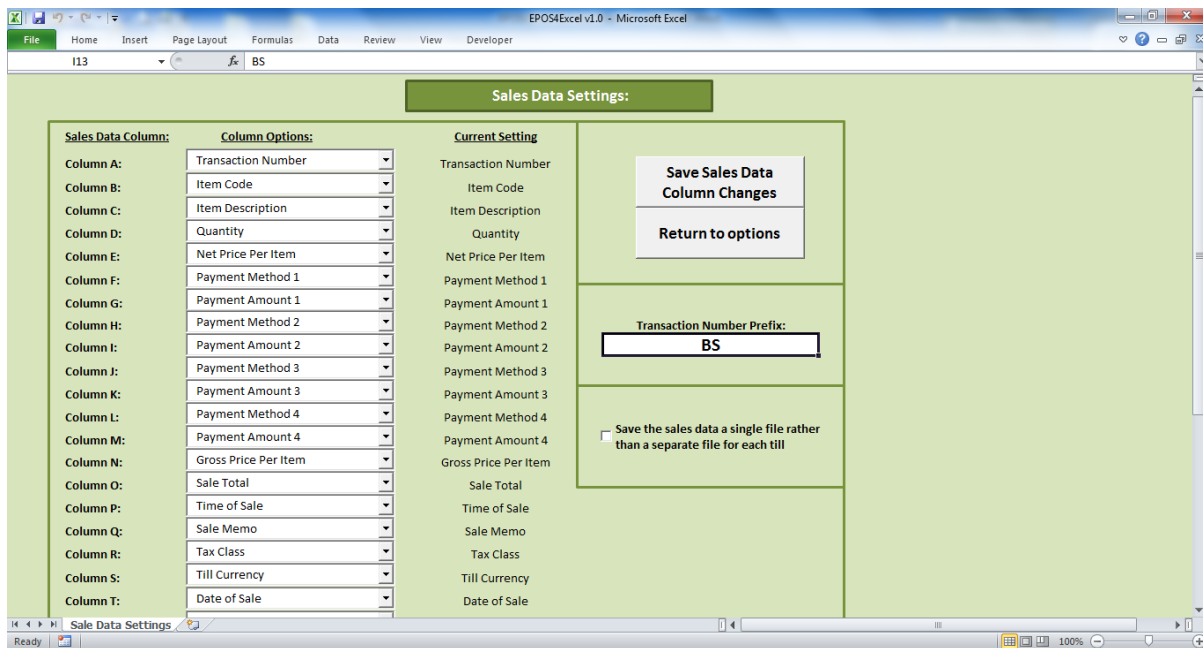 EPOS4Excel v1.0 - Microsoft Excel
File Home Insert Page Layout Formulas Data Review View Developer
I13 fx BS
Sales Data Settings:
Sales Data Column: Column Options: Current Setting
Column A: Transaction Number Transaction Number
Column B: Item Code Item Code
Column C: Item Description Item Description
Column D: Quantity Quantity
Column E: Net Price Per Item Net Price Per Item
Column F: Payment Method 1 Payment Method 1
Column G: Payment Amount 1 Payment Amount 1
Column H: Payment Method 2 Payment Method 2
Column I: Payment Amount 2 Payment Amount 2
Column J: Payment Method 3 Payment Method 3
Column K: Payment Amount 3 Payment Amount 3
Column L: Payment Method 4 Payment Method 4
Column M: Payment Amount 4 Payment Amount 4
Column N: Gross Price Per Item Gross Price Per Item
Column O: Sale Total Sale Total
Column P: Time of Sale Time of Sale
Column Q: Sale Memo Sale Memo
Column R: Tax Class Tax Class
Column S: Till Currency Till Currency
Column T: Date of Sale Date of Sale
Save Sales Data
Column Changes
Return to options
Transaction Number Prefix:
BS
Save the sales data a single file rather
than a separate file for each till
Sale Data Settings
Ready 100%